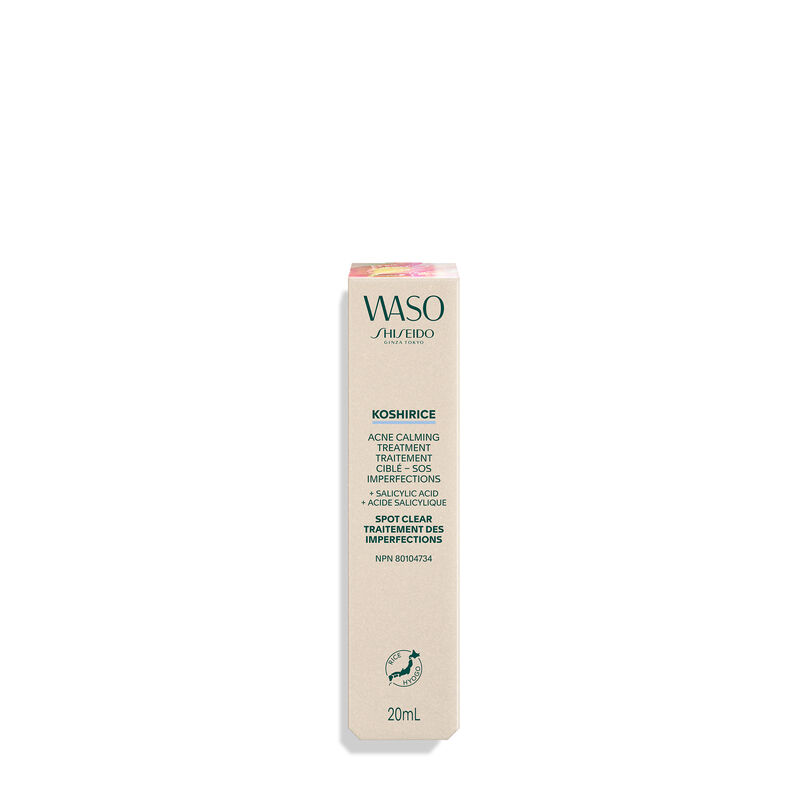 WASO
SHISEIDO
GINZA TOKYO
KOSHIRICE
ACNE CALMING
TREATMENT
TRAITEMENT
CIBLÉ – SOS
IMPERFECTIONS
+ SALICYLIC ACID
+ ACIDE SALICYLIQUE
SPOT CLEAR
TRAITEMENT DES
IMPERFECTIONS
NPN 80104734
RICE
HYOGO
20mL